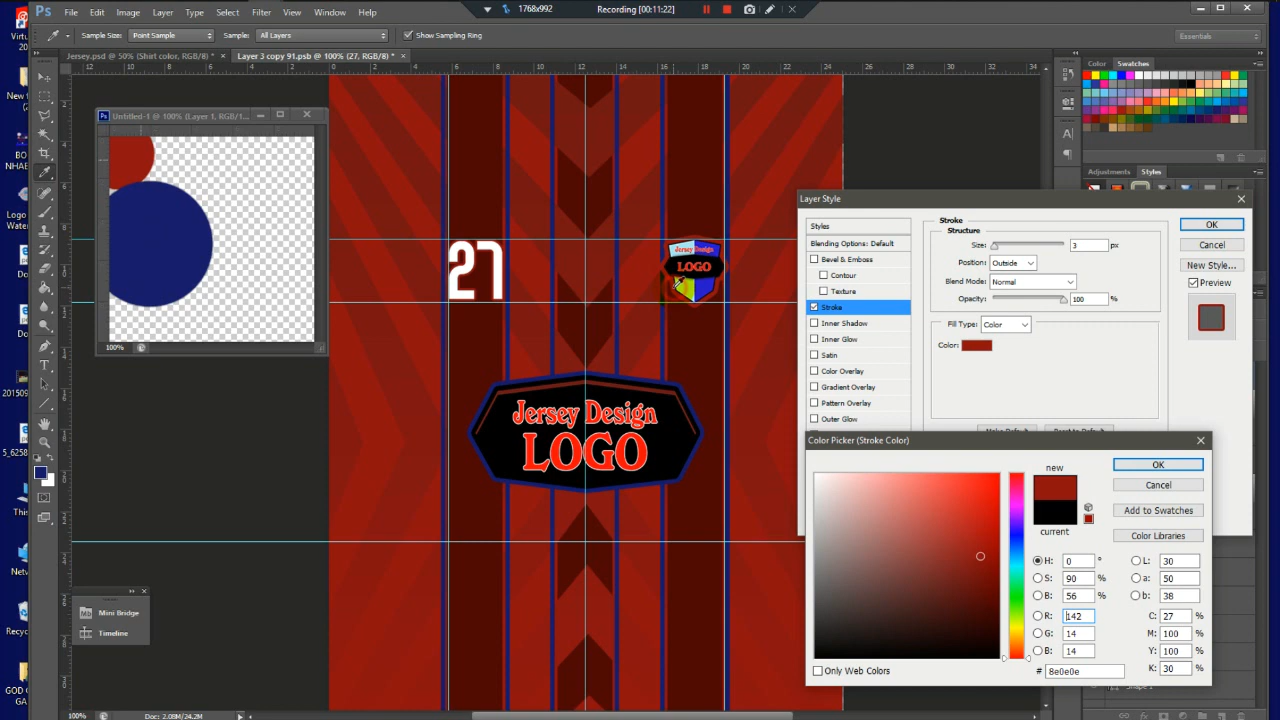 Ps File Edit Image Layer Type Select Filter View Window Help
1768x992 Recording [00:11:22]
Sample Size: Point Sample Sample: All Layers Show Sampling Ring Essentials
Jersey.psd @ 50% (Shirt color, RGB/8) * × Layer 3 copy 91.psb @ 100% (27, RGB/8) * ×
Color Swatches
Ps Untitled-1 @ 100% (Layer 1, RGB/1...
100%
Adjustments Styles
27
Jersey Design
LOGO
Jersey Design
LOGO
Layer Style
Styles
Blending Options: Default
Bevel & Emboss
Contour
Texture
Stroke
Inner Shadow
Inner Glow
Satin
Color Overlay
Gradient Overlay
Pattern Overlay
Outer Glow
Stroke
Structure
Size: 3 px
Position: Outside
Blend Mode: Normal
Opacity: 100 %
Fill Type: Color
Color:
OK
Cancel
New Style...
Preview
Color Picker (Stroke Color)
new
current
OK
Cancel
Add to Swatches
Color Libraries
H: 0 °
S: 90 %
B: 56 %
R: 142
G: 14
B: 14
L: 30
a: 50
b: 38
C: 27 %
M: 100 %
Y: 100 %
K: 30 %
# 8e0e0e
Only Web Colors
Mb Mini Bridge
Timeline
Shape 1
100% Doc: 2.08M/24.2M